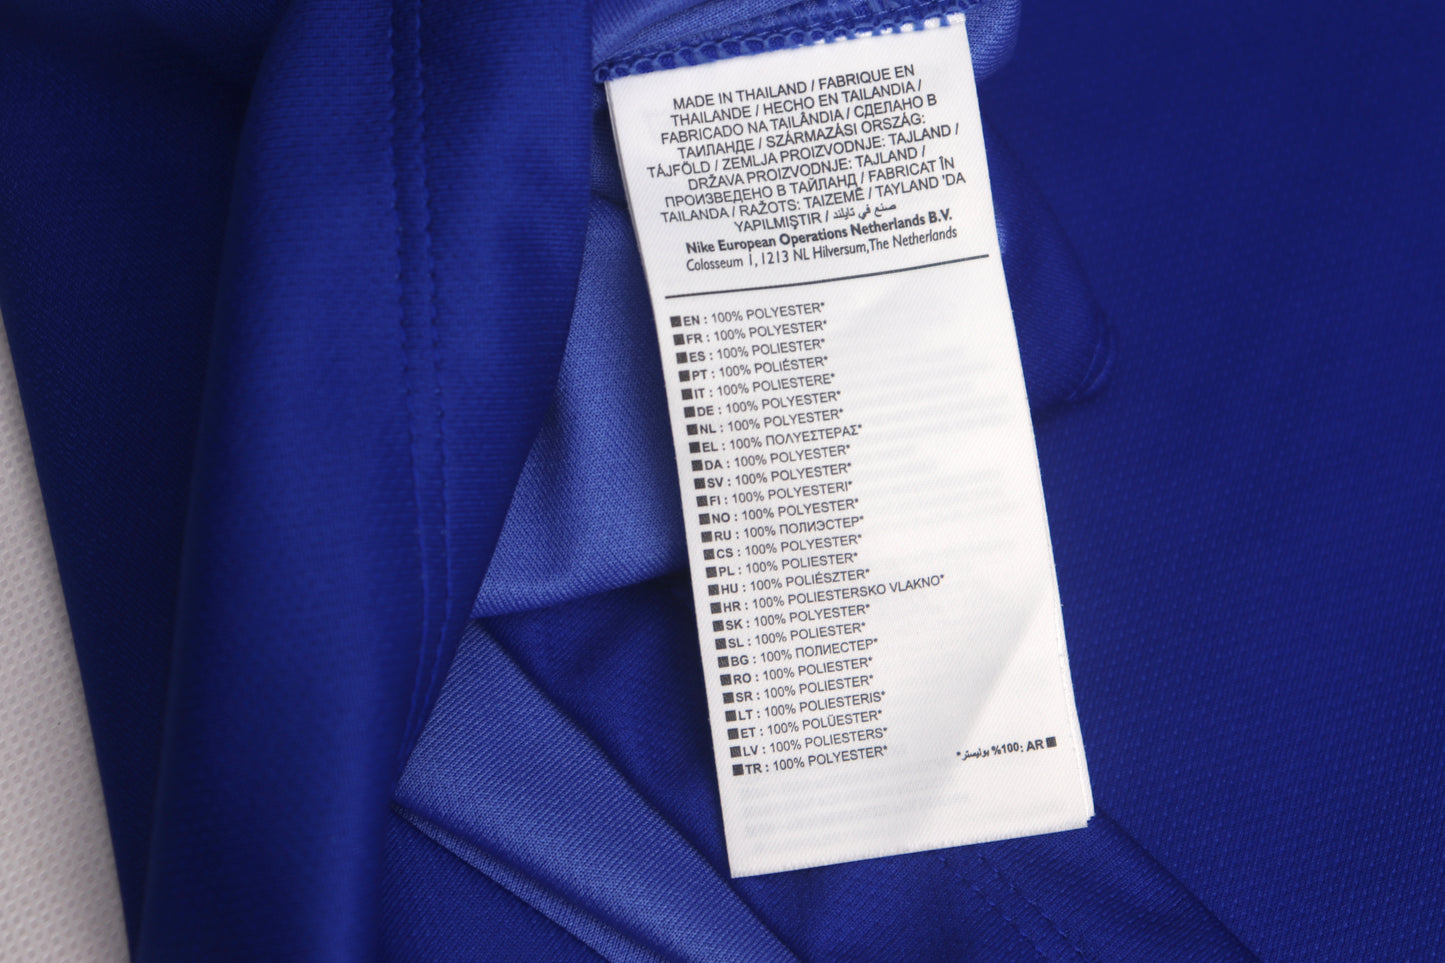 MADE IN THAILAND / FABRIQUE EN
THAILANDE / HECHO EN TAILANDIA /
FABRICADO NA TAILÂNDIA / СДЕЛАНО В
ТАИЛАНДЕ / SZÁRMAZÁSI ORSZÁG:
TÁJFÖLD / ZEMLJA PROIZVODNJE: TAJLAND /
DRŽAVA PROIZVODNJE: TAJLAND /
ПРОИЗВЕДЕНО В ТАЙЛАНД / FABRICAT ÎN
TAILANDA / RAŽOTS: TAIZEMĒ / TAYLAND 'DA
YAPILMIŞTIR / صنع في تايلند
Nike European Operations Netherlands B.V.
Colosseum 1, 1213 NL Hilversum, The Netherlands
EN : 100% POLYESTER*
FR : 100% POLYESTER*
ES : 100% POLIESTER*
PT : 100% POLIÉSTER*
IT : 100% POLIESTERE*
DE : 100% POLYESTER*
NL : 100% POLYESTER*
EL : 100% ΠΟΛΥΕΣΤΕΡΑΣ*
DA : 100% POLYESTER*
SV : 100% POLYESTER*
FI : 100% POLYESTERI*
NO : 100% POLYESTER*
RU : 100% ПОЛИЭСТЕР*
CS : 100% POLYESTER*
PL : 100% POLIESTER*
HU : 100% POLIÉSZTER*
HR : 100% POLIESTERSKO VLAKNO*
SK : 100% POLYESTER*
SL : 100% POLIESTER*
BG : 100% ПОЛИЕСТЕР*
RO : 100% POLIESTER*
SR : 100% POLIESTER*
LT : 100% POLIESTERIS*
ET : 100% POLÜESTER*
LV : 100% POLIESTERS*
TR : 100% POLYESTER*
AR :100% بوليستر*